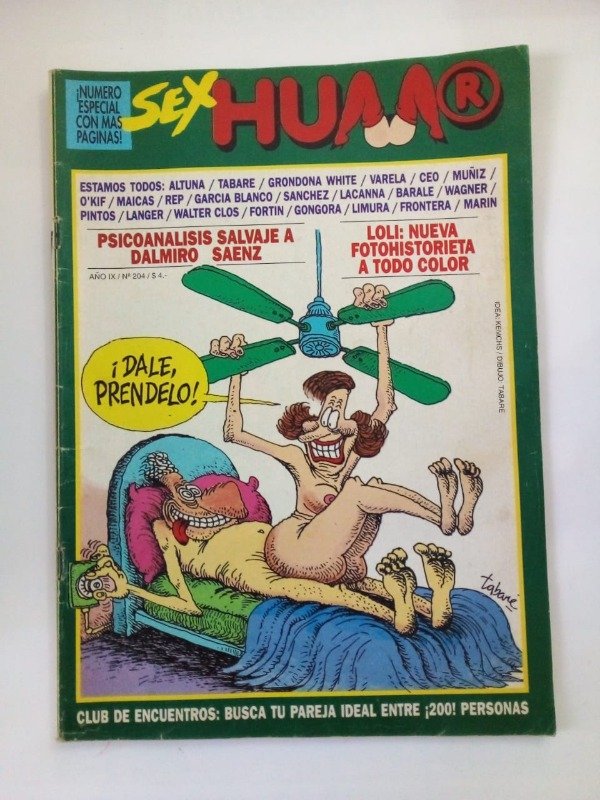 ¡NUMERO
ESPECIAL
CON MAS
PAGINAS!
SEX HUMOR
ESTAMOS TODOS: ALTUNA / TABARE / GRONDONA WHITE / VARELA / CEO / MUÑIZ /
O'KIF / MAICAS / REP / GARCIA BLANCO / SANCHEZ / LACANNA / BARALE / WAGNER /
PINTOS / LANGER / WALTER CLOS / FORTIN / GONGORA / LIMURA / FRONTERA / MARIN
PSICOANALISIS SALVAJE A
DALMIRO SAENZ
LOLI: NUEVA
FOTOHISTORIETA
A TODO COLOR
AÑO IX / Nº 204 / $ 4.-
IDEA: KEWCHS / DIBUJO: TABARE
¡DALE,
PRENDELO!
tabaré
CLUB DE ENCUENTROS: BUSCA TU PAREJA IDEAL ENTRE ¡200! PERSONAS